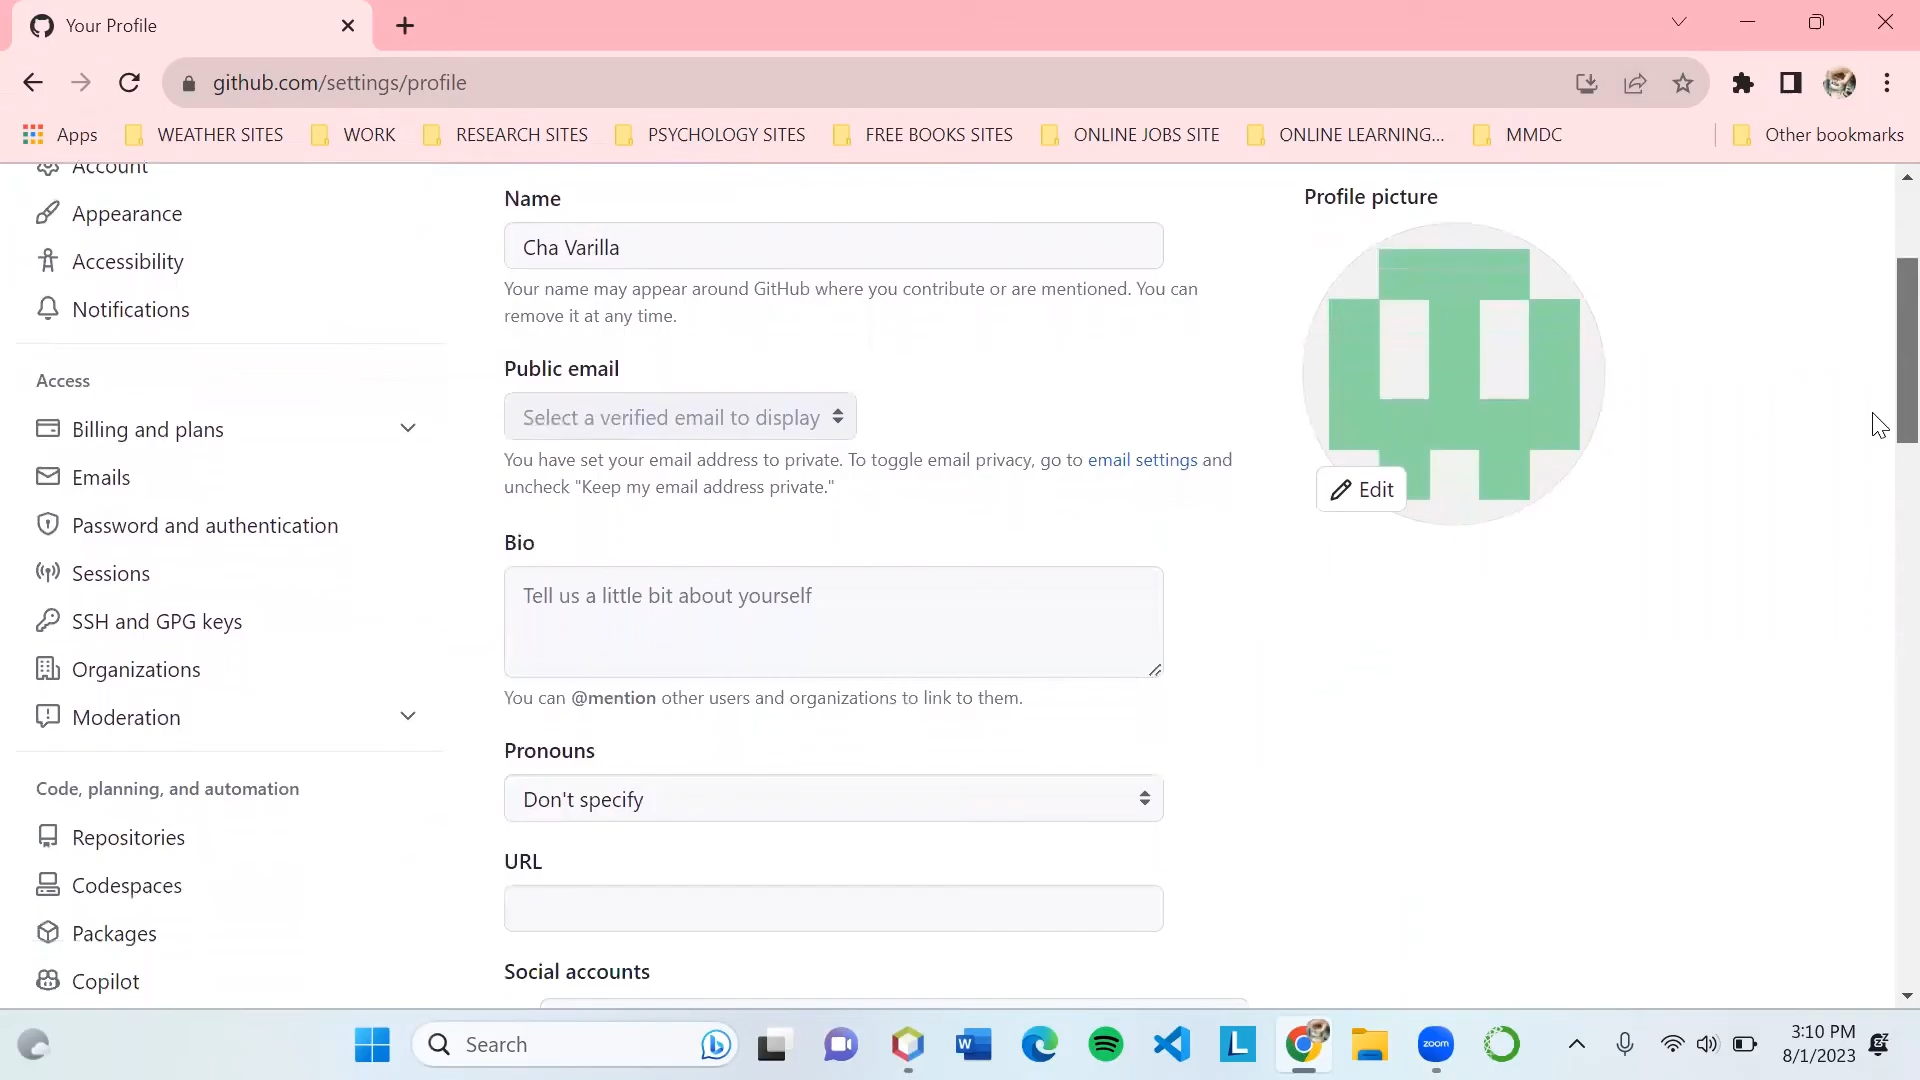 Your Profile
github.com/settings/profile
Apps
WEATHER SITES
WORK
RESEARCH SITES
PSYCHOLOGY SITES
FREE BOOKS SITES
ONLINE JOBS SITE
ONLINE LEARNING...
MMDC
Other bookmarks
Account
Appearance
Accessibility
Notifications
Access
Billing and plans
Emails
Password and authentication
Sessions
SSH and GPG keys
Organizations
Moderation
Code, planning, and automation
Repositories
Codespaces
Packages
Copilot
Name
Cha Varilla
Your name may appear around GitHub where you contribute or are mentioned. You can
remove it at any time.
Public email
Select a verified email to display
You have set your email address to private. To toggle email privacy, go to email settings and
uncheck "Keep my email address private."
Bio
Tell us a little bit about yourself
You can @mention other users and organizations to link to them.
Pronouns
Don't specify
URL
Social accounts
Profile picture
Edit
Search
W
L
zoom
3:10 PM
8/1/2023